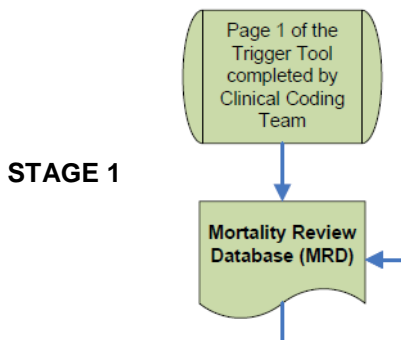 Page 1 of the
Trigger Tool
completed by
Clinical Coding
Team
STAGE 1
Mortality Review
Database (MRD)